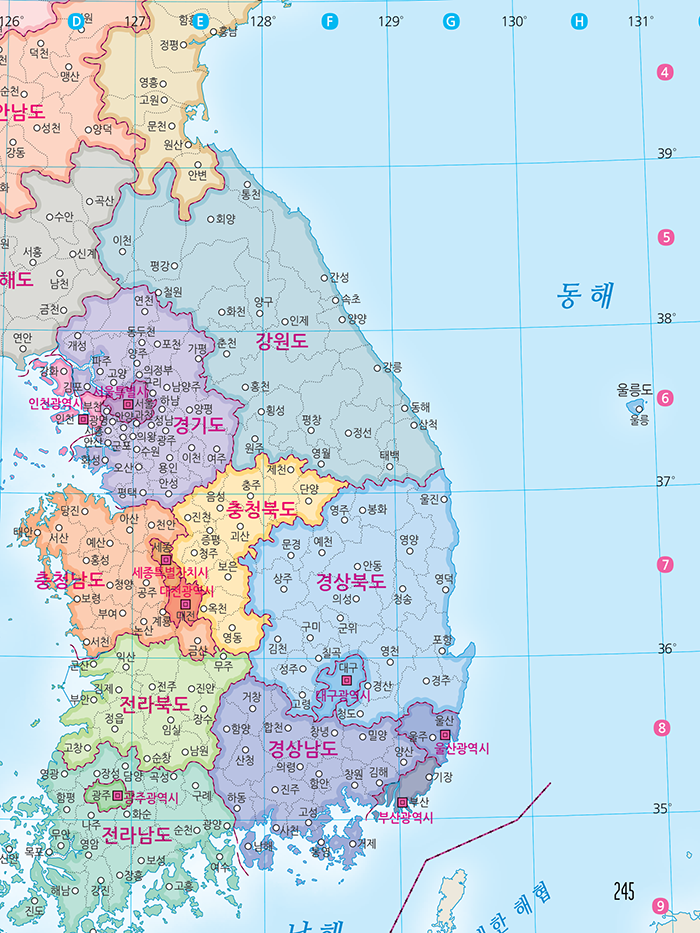 126° D 127° E 128° F 129° G 130° H 131°
덕천
맹산
순천
정평
함흥
흥남
4
영흥
고원
안남도
성천
양덕
문천
강동
원산
39°
안변
통천
곡산
수안
회양
5
서흥
신계
이천
평강
간성
해도
남천
철원
속초
동해
금천
연천
화천
양구
인제
양양
38°
연안
개성
동두천
포천
가평
춘천
강원도
파주
양주
강화
고양
의정부
강릉
울릉도
김포
서울특별시
구리
남양주
홍천
6
인천광역시
부천
서울
하남
양평
횡성
평창
동해
울릉
인천
광명
안양
과천
성남
경기도
삼척
시흥
의왕
광주
정선
안산
군포
수원
원주
영월
태백
화성
오산
용인
이천
여주
제천
37°
평택
안성
충주
단양
음성
당진
아산
천안
진천
충청북도
영주
봉화
울진
태안
서산
예산
증평
괴산
세종
청주
문경
예천
영양
홍성
세종특별자치시
보은
안동
7
충청남도
청양
공주
대전광역시
상주
경상북도
영덕
보령
의성
청송
부여
계룡
대전
옥천
논산
구미
군위
서천
금산
영동
김천
칠곡
영천
포항
36°
군산
익산
무주
성주
대구
경산
경주
김제
전주
진안
거창
고령
대구광역시
부안
전라북도
장수
청도
울산
정읍
임실
함양
합천
창녕
밀양
울주
8
고창
순창
남원
산청
경상남도
양산
울산광역시
영광
장성
담양
곡성
의령
창원
김해
기장
함평
광주
광주광역시
구례
하동
진주
함안
부산
나주
화순
고성
부산광역시
35°
무안
전라남도
순천
광양
사천
신안
목포
영암
보성
여수
남해
통영
거제
해남
강진
장흥
고흥
진도
남해
대한 해협
245
9